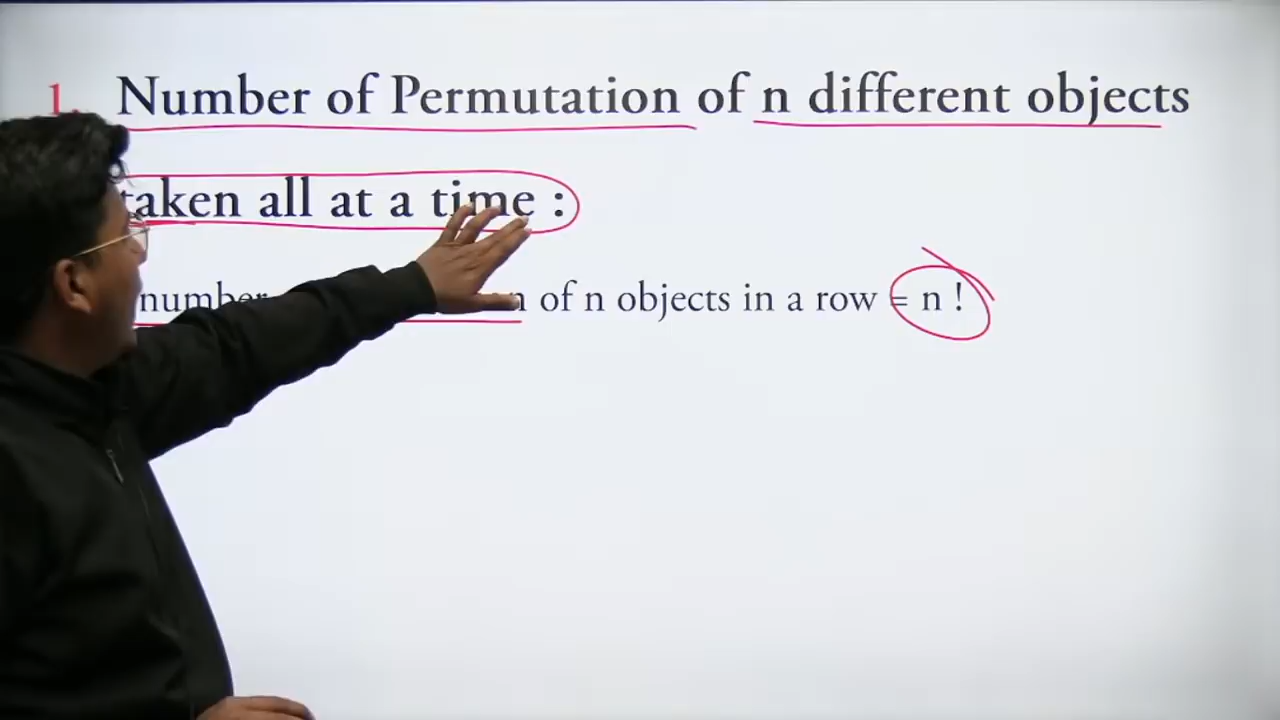 1. Number of Permutation of n different objects
taken all at a time :
number of n objects in a row = n !